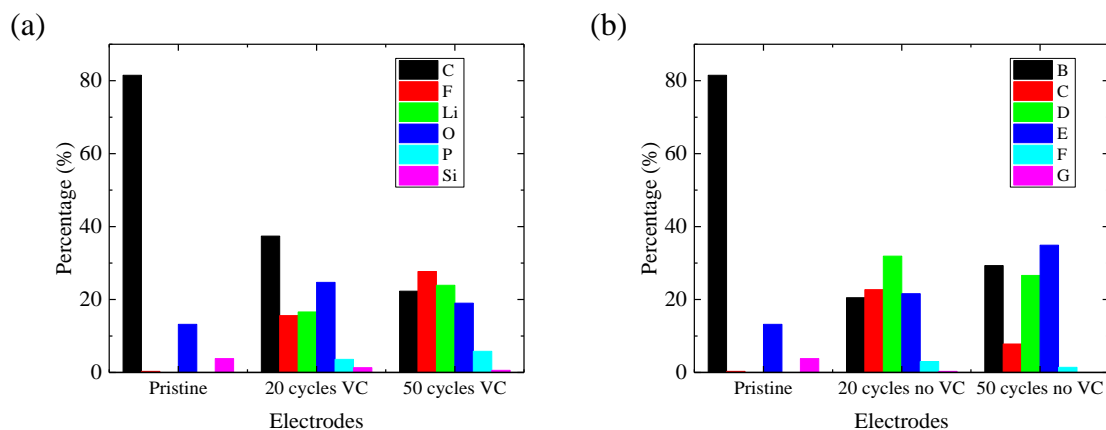 (a)
Percentage (%)
80
60
40
20
0
C
F
Li
O
P
Si
Pristine 20 cycles VC 50 cycles VC
Electrodes
(b)
Percentage (%)
80
60
40
20
0
B
C
D
E
F
G
Pristine 20 cycles no VC 50 cycles no VC
Electrodes